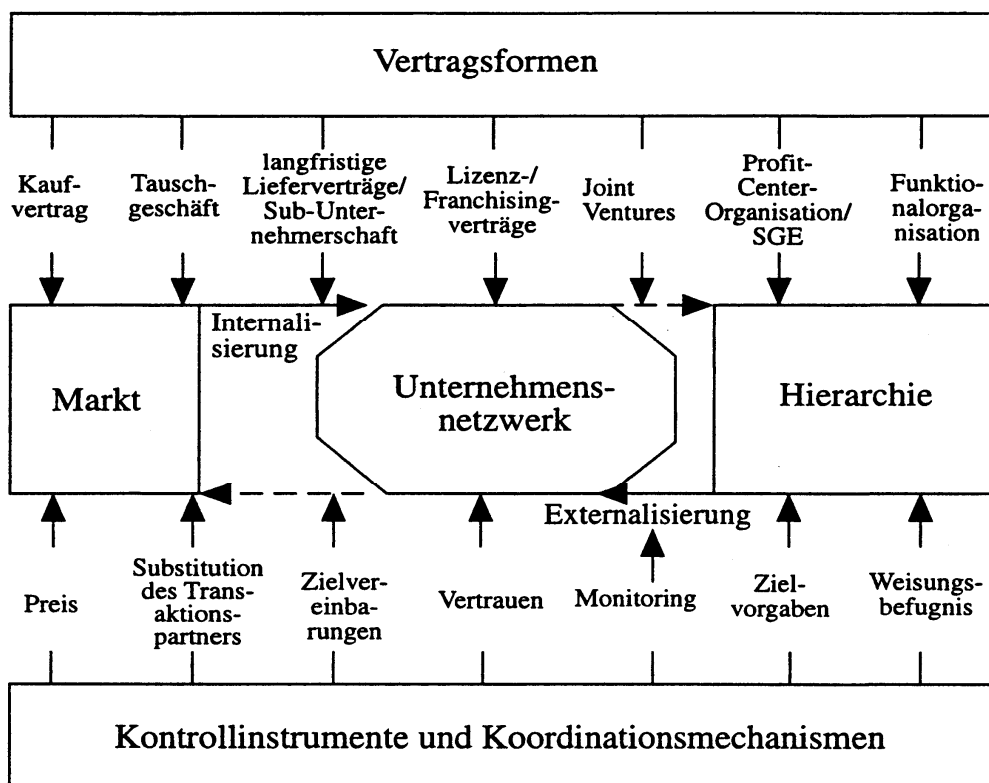 Vertragsformen
Kauf-
vertrag
Tausch-
geschäft
langfristige
Lieferverträge/
Sub-Unter-
nehmerschaft
Lizenz-/
Franchising-
verträge
Joint
Ventures
Profit-
Center-
Organisation/
SGE
Funktio-
nalorga-
nisation
Internali-
sierung
Markt
Unternehmens-
netzwerk
Hierarchie
Externalisierung
Preis
Substitution
des Trans-
aktions-
partners
Zielver-
einba-
rungen
Vertrauen
Monitoring
Ziel-
vorgaben
Weisungs-
befugnis
Kontrollinstrumente und Koordinationsmechanismen